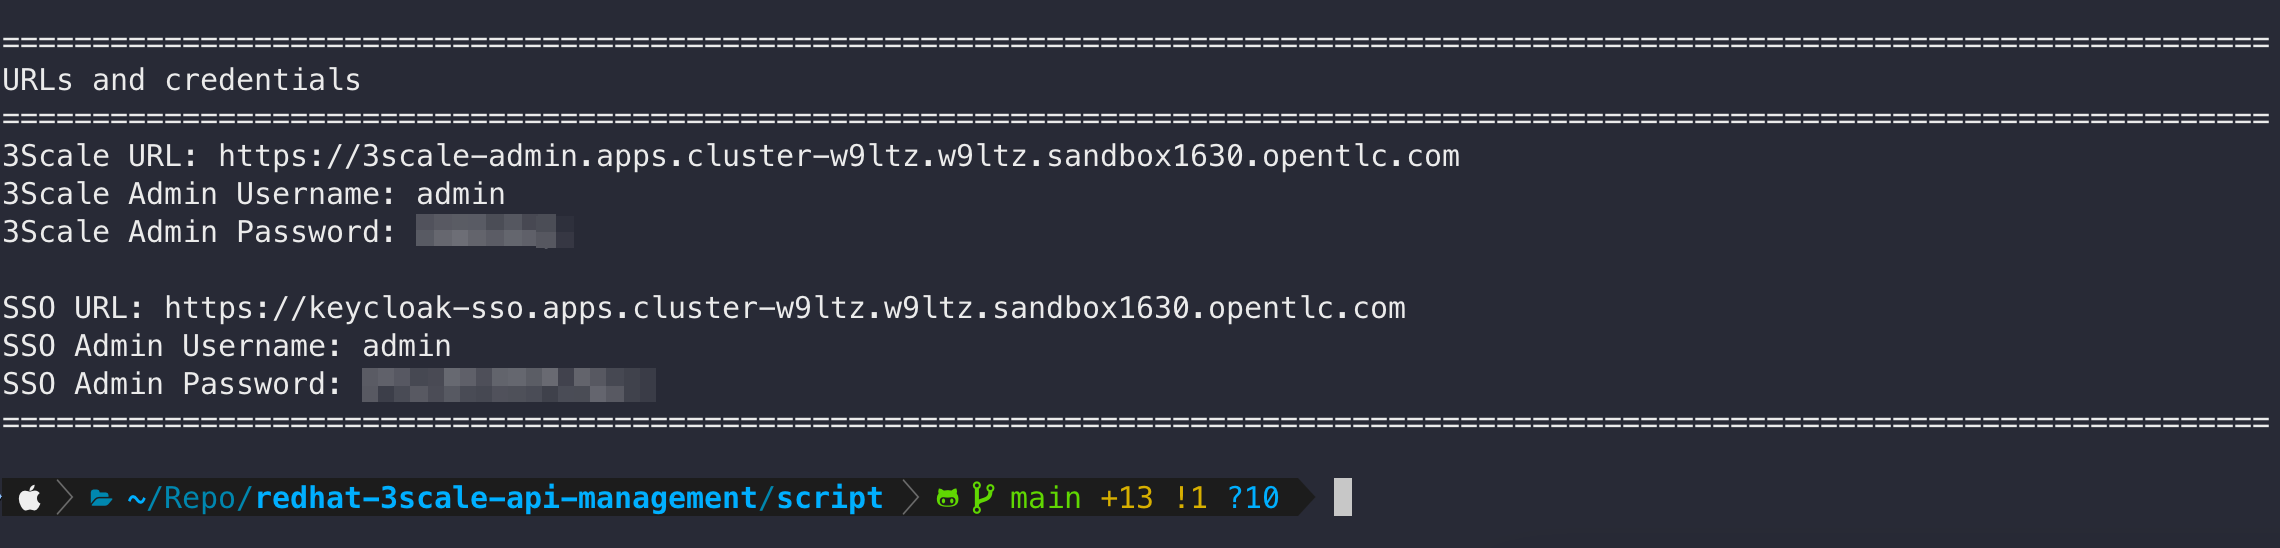 ===============================================================================================================================
URLs and credentials
===============================================================================================================================
3Scale URL: https://3scale-admin.apps.cluster-w9ltz.w9ltz.sandbox1630.opentlc.com
3Scale Admin Username: admin
3Scale Admin Password:
SSO URL: https://keycloak-sso.apps.cluster-w9ltz.w9ltz.sandbox1630.opentlc.com
SSO Admin Username: admin
SSO Admin Password:
===============================================================================================================================
~/Repo/redhat-3scale-api-management/script main +13 !1 ?10